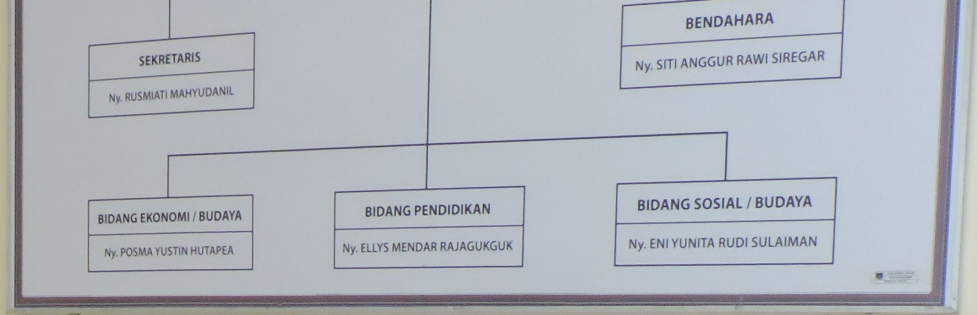 BENDAHARA
Ny. SITI ANGGUR RAWI SIREGAR
SEKRETARIS
Ny. RUSMIATI MAHYUDANIL
BIDANG EKONOMI / BUDAYA
Ny. POSMA YUSTIN HUTAPEA
BIDANG PENDIDIKAN
Ny. ELLYS MENDAR RAJAGUKGUK
BIDANG SOSIAL / BUDAYA
Ny. ENI YUNITA RUDI SULAIMAN